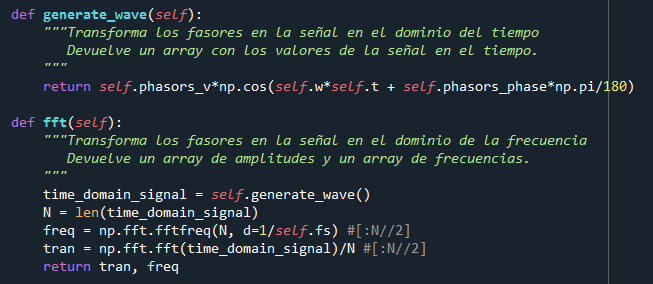 def generate_wave(self):
    """Transforma los fasores en la señal en el dominio del tiempo
       Devuelve un array con los valores de la señal en el tiempo.
    """
    return self.phasors_v*np.cos(self.w*self.t + self.phasors_phase*np.pi/180)
def fft(self):
    """Transforma los fasores en la señal en el dominio de la frecuencia
       Devuelve un array de amplitudes y un array de frecuencias.
    """
    time_domain_signal = self.generate_wave()
    N = len(time_domain_signal)
    freq = np.fft.fftfreq(N, d=1/self.fs) #[:N//2]
    tran = np.fft.fft(time_domain_signal)/N #[:N//2]
    return tran, freq